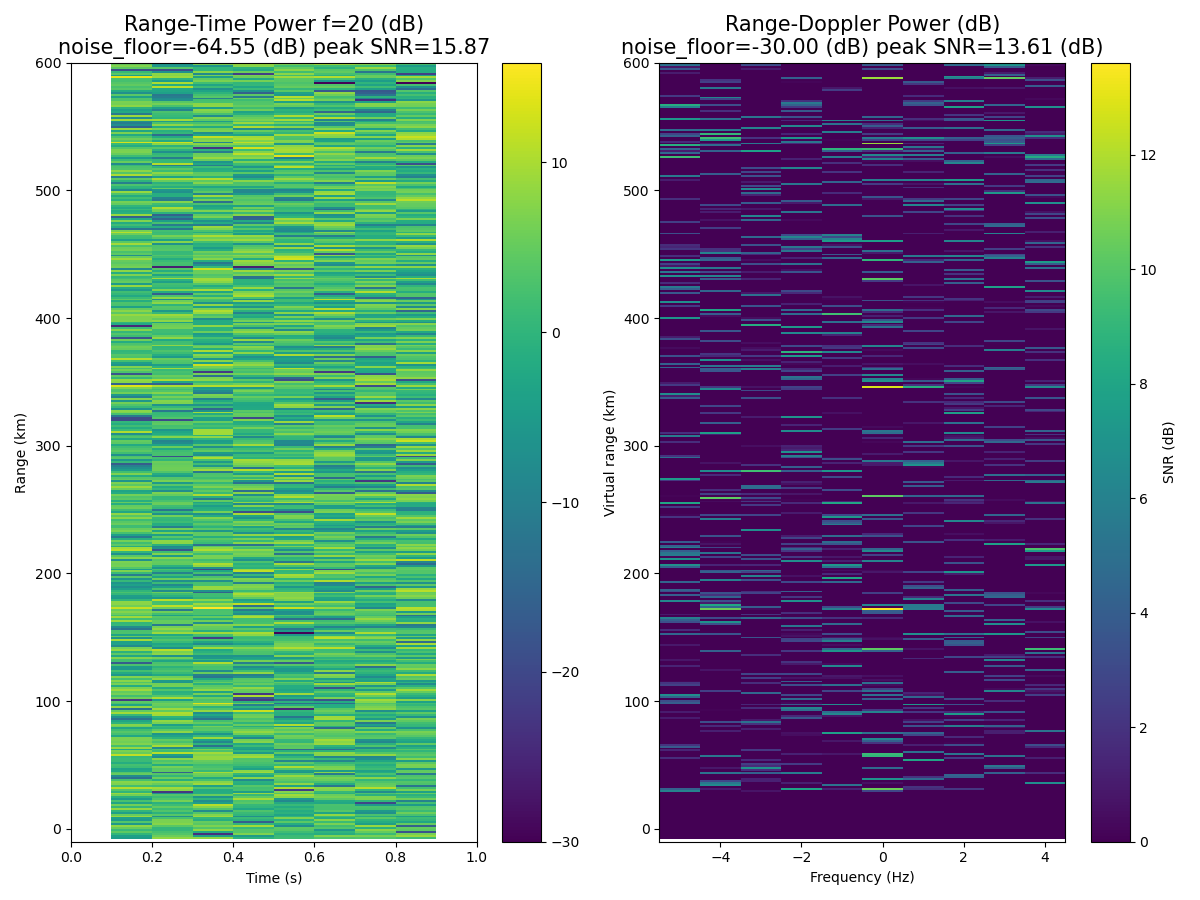 Range-Time Power f=20 (dB)
noise_floor=-64.55 (dB) peak SNR=15.87
Range (km)
600
500
400
300
200
100
0
0.0 0.2 0.4 0.6 0.8 1.0
Time (s)
10
0
−10
−20
−30
Range-Doppler Power (dB)
noise_floor=-30.00 (dB) peak SNR=13.61 (dB)
Virtual range (km)
600
500
400
300
200
100
0
−4 −2 0 2 4
Frequency (Hz)
12
10
8
6
4
2
0
SNR (dB)